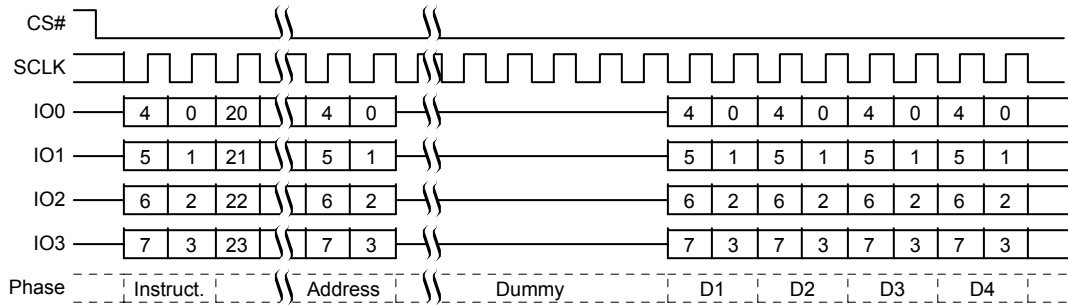 CS#
SCLK
IO0 4 0 20 4 0 4 0 4 0 4 0 4 0
IO1 5 1 21 5 1 5 1 5 1 5 1 5 1
IO2 6 2 22 6 2 6 2 6 2 6 2 6 2
IO3 7 3 23 7 3 7 3 7 3 7 3 7 3
Phase Instruct. Address Dummy D1 D2 D3 D4